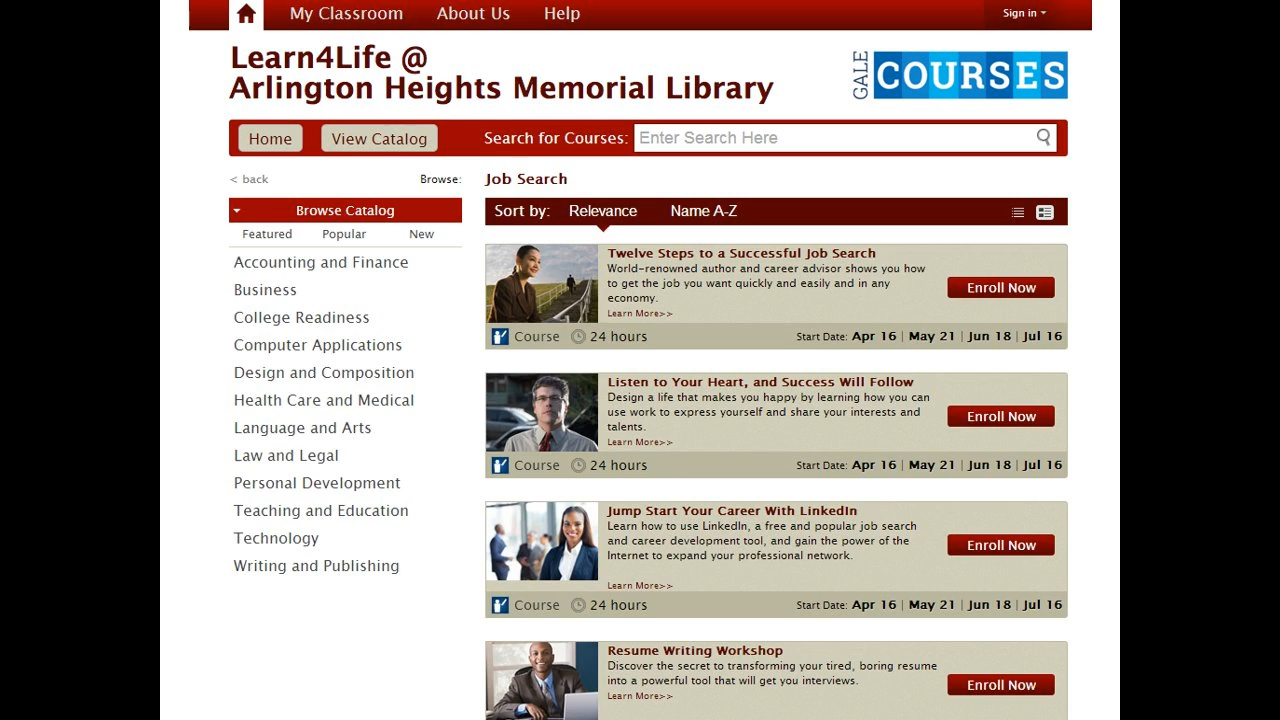 My Classroom About Us Help Sign in
Learn4Life @
Arlington Heights Memorial Library
GALE COURSES
Home View Catalog Search for Courses: Enter Search Here
< back Browse:
Browse Catalog
Featured Popular New
Accounting and Finance
Business
College Readiness
Computer Applications
Design and Composition
Health Care and Medical
Language and Arts
Law and Legal
Personal Development
Teaching and Education
Technology
Writing and Publishing
Job Search
Sort by: Relevance Name A-Z
Twelve Steps to a Successful Job Search
World-renowned author and career advisor shows you how
to get the job you want quickly and easily and in any
economy.
Learn More>>
Enroll Now
Course 24 hours Start Date: Apr 16 | May 21 | Jun 18 | Jul 16
Listen to Your Heart, and Success Will Follow
Design a life that makes you happy by learning how you can
use work to express yourself and share your interests and
talents.
Learn More>>
Enroll Now
Course 24 hours Start Date: Apr 16 | May 21 | Jun 18 | Jul 16
Jump Start Your Career With LinkedIn
Learn how to use LinkedIn, a free and popular job search
and career development tool, and gain the power of the
Internet to expand your professional network.
Learn More>>
Enroll Now
Course 24 hours Start Date: Apr 16 | May 21 | Jun 18 | Jul 16
Resume Writing Workshop
Discover the secret to transforming your tired, boring resume
into a powerful tool that will get you interviews.
Learn More>>
Enroll Now